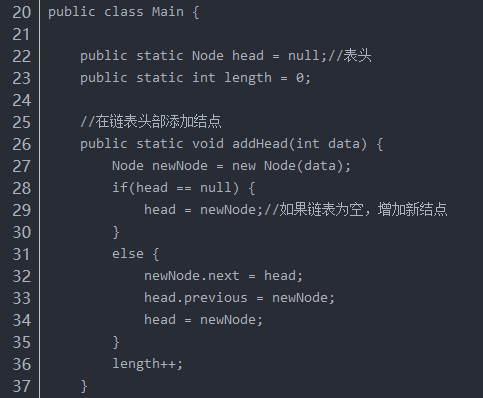 20 public class Main {
21
22     public static Node head = null;//表头
23     public static int length = 0;
24
25     //在链表头部添加结点
26     public static void addHead(int data) {
27         Node newNode = new Node(data);
28         if(head == null) {
29             head = newNode;//如果链表为空，增加新结点
30         }
31         else {
32             newNode.next = head;
33             head.previous = newNode;
34             head = newNode;
35         }
36         length++;
37     }